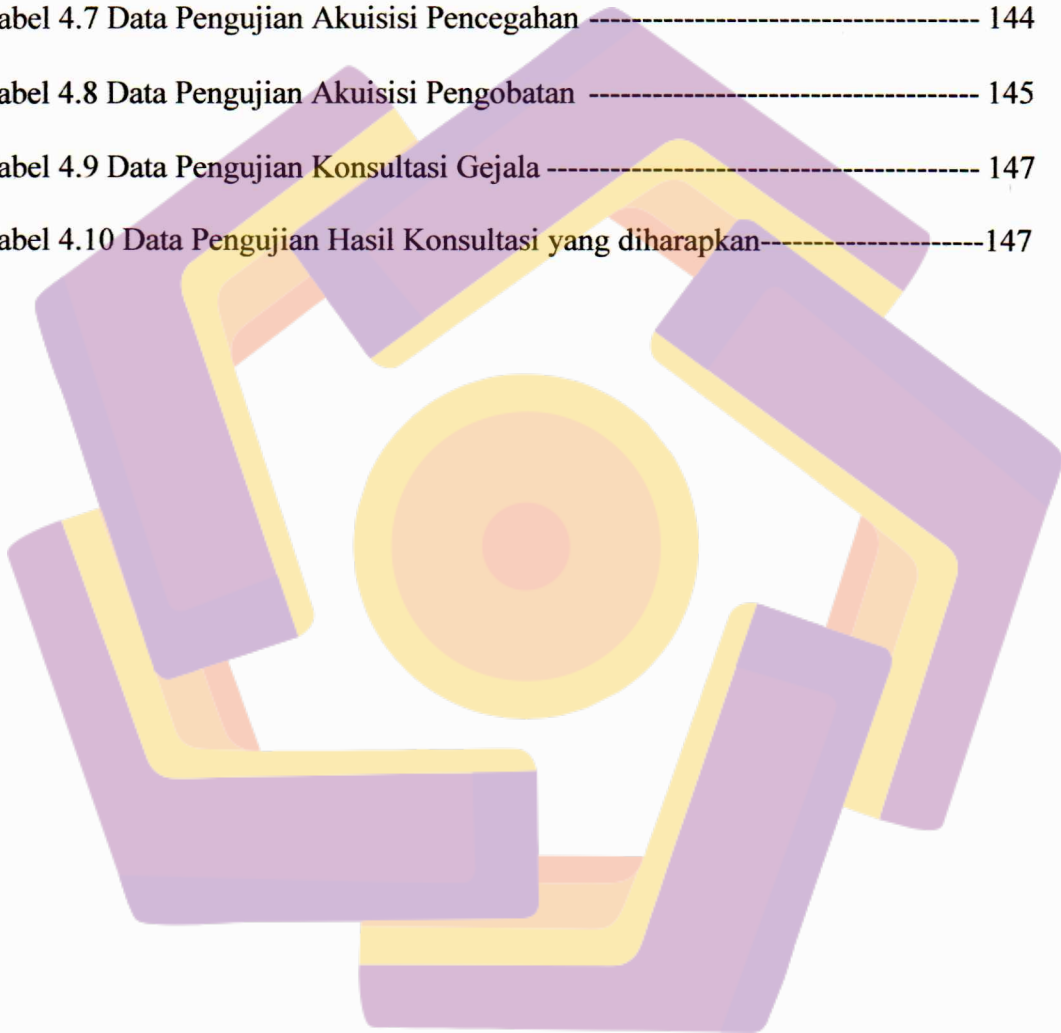 abel 4.7 Data Pengujian Akuisisi Pencegahan ---------------------------------- 144
abel 4.8 Data Pengujian Akuisisi Pengobatan ---------------------------------- 145
abel 4.9 Data Pengujian Konsultasi Gejala -------------------------------------- 147
abel 4.10 Data Pengujian Hasil Konsultasi yang diharapkan--------------------147